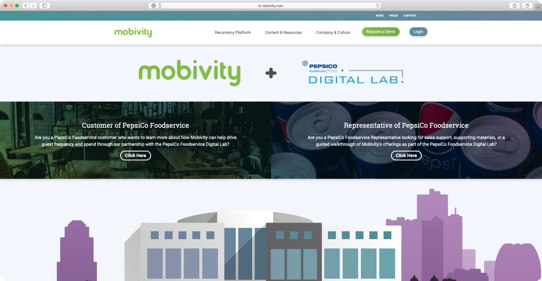 mobivity.com
NEWS PRESS SUPPORT
mobivity
Recurrency Platform Content & Resources Company & Culture Request a Demo Login
mobivity + PEPSICO
DIGITAL LAB
Customer of PepsiCo Foodservice
Are you a PepsiCo Foodservice customer who wants to learn more about how Mobivity can help drive
guest frequency and spend through our partnership with the PepsiCo Foodservice Digital Lab?
Click Here
Representative of PepsiCo Foodservice
Are you a PepsiCo Foodservice Representative looking for sales support, supporting materials, or a
guided walkthrough of Mobivity's offerings as part of the PepsiCo Foodservice Digital Lab?
Click Here